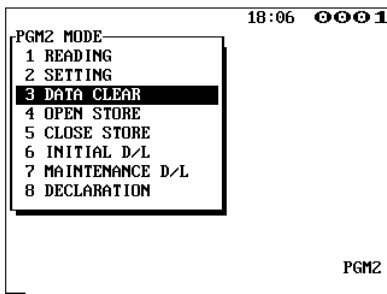 18:06 0001
PGM2 MODE
1 READING
2 SETTING
3 DATA CLEAR
4 OPEN STORE
5 CLOSE STORE
6 INITIAL D/L
7 MAINTENANCE D/L
8 DECLARATION
PGM2